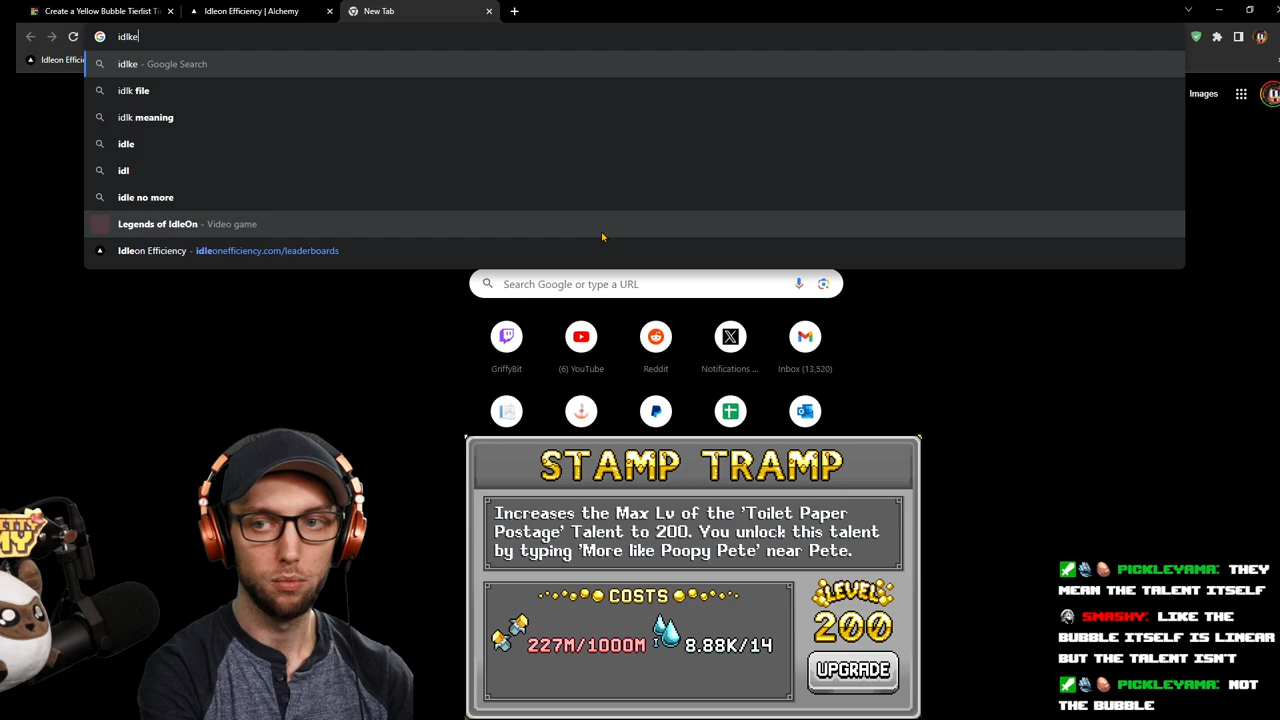 Create a Yellow Bubble Tierlist Ti
Idleon Efficiency | Alchemy
New Tab
idlke
Idleon Efficie
idlke - Google Search
idlk file
idlk meaning
idle
idl
idle no more
Legends of IdleOn - Video game
Idleon Efficiency - idleonefficiency.com/leaderboards
Images
Search Google or type a URL
GriffyBit
(6) YouTube
Reddit
Notifications ...
Inbox (13,520)
STAMP TRAMP
Increases the Max Lv of the 'Toilet Paper
Postage' Talent to 200. You unlock this talent
by typing 'More like Poopy Pete' near Pete.
COSTS
227M/1000M
8.88K/14
LEVEL
200
UPGRADE
PICKLEYAMA: THEY
MEAN THE TALENT ITSELF
SMASHY: LIKE THE
BUBBLE ITSELF IS LINEAR
BUT THE TALENT ISN'T
PICKLEYAMA: NOT
THE BUBBLE